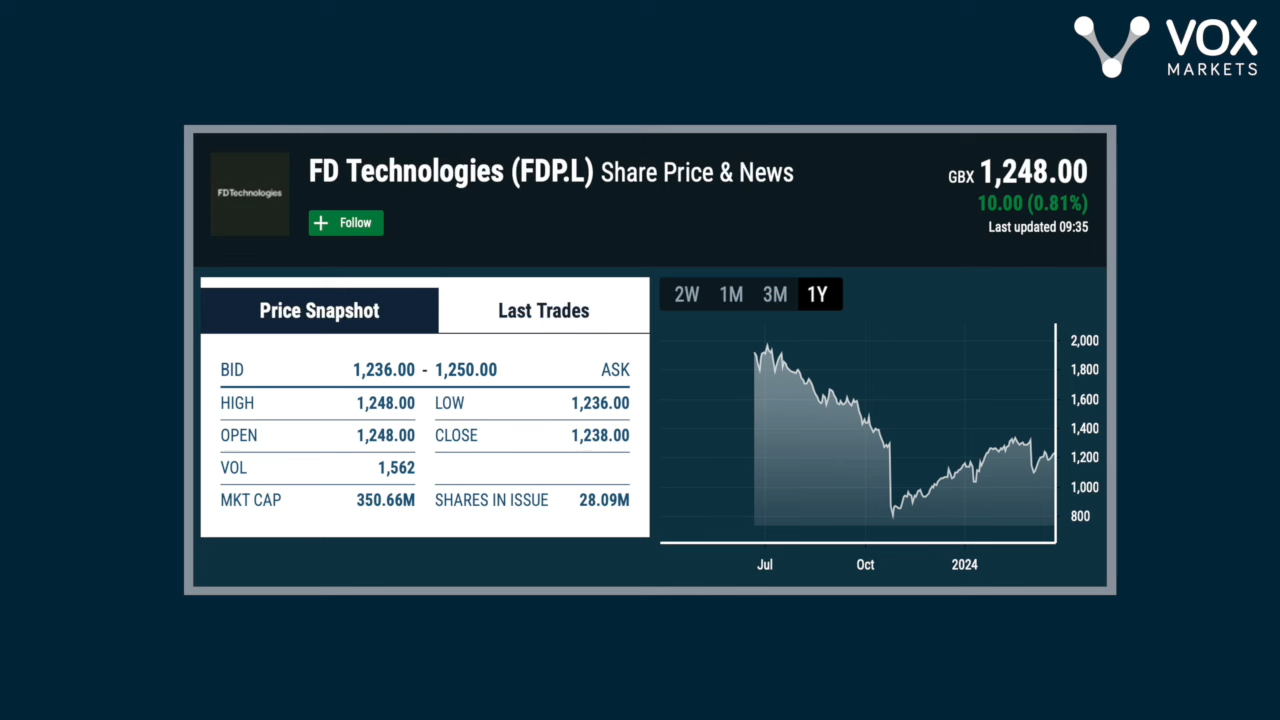 VOX
MARKETS
FD Technologies (FDP.L) Share Price & News
FDTechnologies
+ Follow
GBX 1,248.00
10.00 (0.81%)
Last updated 09:35
Price Snapshot
Last Trades
BID 1,236.00 - 1,250.00 ASK
HIGH 1,248.00 LOW 1,236.00
OPEN 1,248.00 CLOSE 1,238.00
VOL 1,562
MKT CAP 350.66M SHARES IN ISSUE 28.09M
2W 1M 3M 1Y
2,000
1,800
1,600
1,400
1,200
1,000
800
Jul Oct 2024